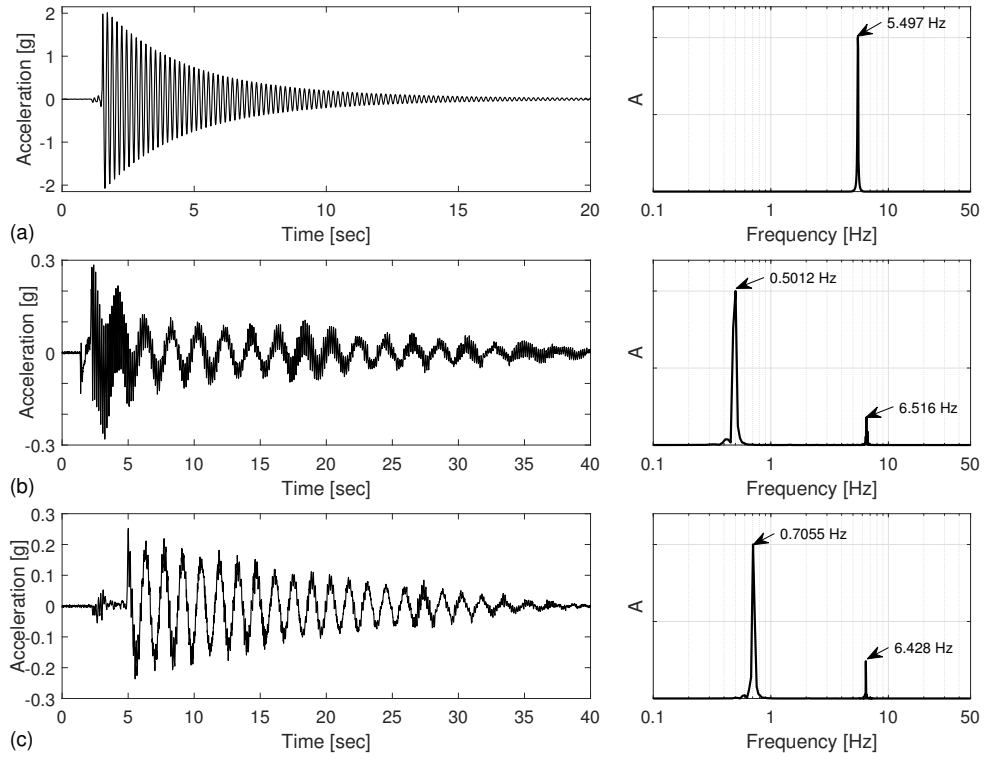 2
1
0
-1
-2
Acceleration [g]
0 5 10 15 20
Time [sec]
(a)
5.497 Hz
A
0.1 1 10 50
Frequency [Hz]
0.3
0
-0.3
Acceleration [g]
0 5 10 15 20 25 30 35 40
Time [sec]
(b)
0.5012 Hz
6.516 Hz
A
0.1 1 10 50
Frequency [Hz]
0.3
0.2
0.1
0
-0.1
-0.2
-0.3
Acceleration [g]
0 5 10 15 20 25 30 35 40
Time [sec]
(c)
0.7055 Hz
6.428 Hz
A
0.1 1 10 50
Frequency [Hz]